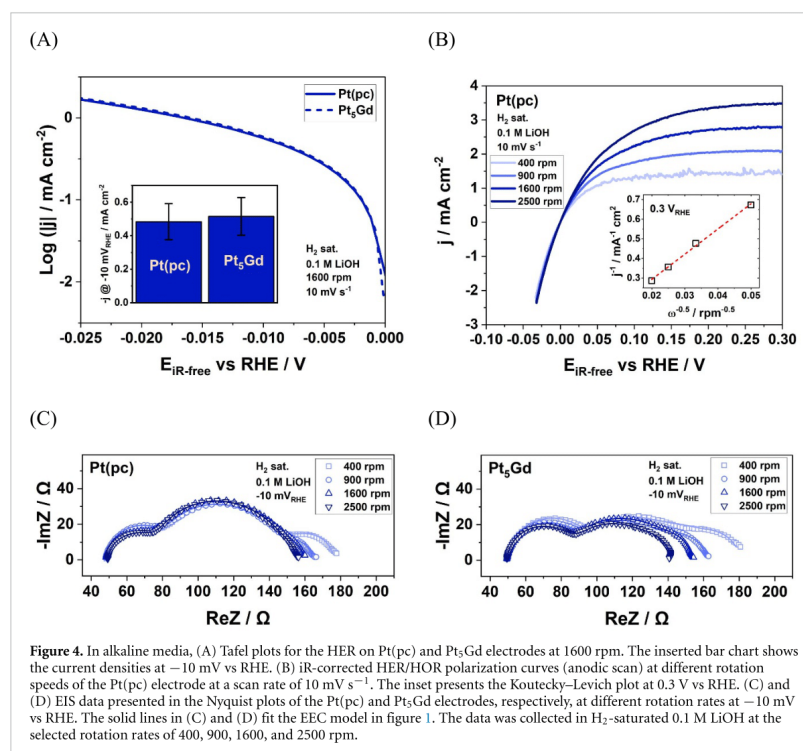 (A)
(B)
Log (|j| / mA cm⁻²)
0
-1
-2
Pt(pc)
Pt₅Gd
-j @ -10 mV_RHE / mA cm⁻²
0.6
0.4
0.2
0.0
Pt(pc)
Pt₅Gd
H₂ sat.
0.1 M LiOH
1600 rpm
10 mV s⁻¹
-0.025 -0.020 -0.015 -0.010 -0.005 0.000
E_iR-free vs RHE / V
j / mA cm⁻²
4
3
2
1
0
-1
-2
-3
Pt(pc)
H₂ sat.
0.1 M LiOH
10 mV s⁻¹
400 rpm
900 rpm
1600 rpm
2500 rpm
0.3 V_RHE
j⁻¹ / mA⁻¹ cm²
0.7
0.6
0.5
0.4
0.3
0.2
0.02 0.03 0.04 0.05
ω⁻⁰·⁵ / rpm⁻⁰·⁵
-0.10 -0.05 0.00 0.05 0.10 0.15 0.20 0.25 0.30
E_iR-free vs RHE / V
(C)
(D)
Pt(pc)
H₂ sat.
0.1 M LiOH
-10 mV_RHE
400 rpm
900 rpm
1600 rpm
2500 rpm
-ImZ / Ω
40
20
0
40 60 80 100 120 140 160 180 200
ReZ / Ω
Pt₅Gd
H₂ sat.
0.1 M LiOH
-10 mV_RHE
400 rpm
900 rpm
1600 rpm
2500 rpm
-ImZ / Ω
40
20
0
40 60 80 100 120 140 160 180 200
ReZ / Ω
Figure 4. In alkaline media, (A) Tafel plots for the HER on Pt(pc) and Pt₅Gd electrodes at 1600 rpm. The inserted bar chart shows
the current densities at −10 mV vs RHE. (B) iR-corrected HER/HOR polarization curves (anodic scan) at different rotation
speeds of the Pt(pc) electrode at a scan rate of 10 mV s⁻¹. The inset presents the Koutecky–Levich plot at 0.3 V vs RHE. (C) and
(D) EIS data presented in the Nyquist plots of the Pt(pc) and Pt₅Gd electrodes, respectively, at different rotation rates at −10 mV
vs RHE. The solid lines in (C) and (D) fit the EEC model in figure 1. The data was collected in H₂-saturated 0.1 M LiOH at the
selected rotation rates of 400, 900, 1600, and 2500 rpm.